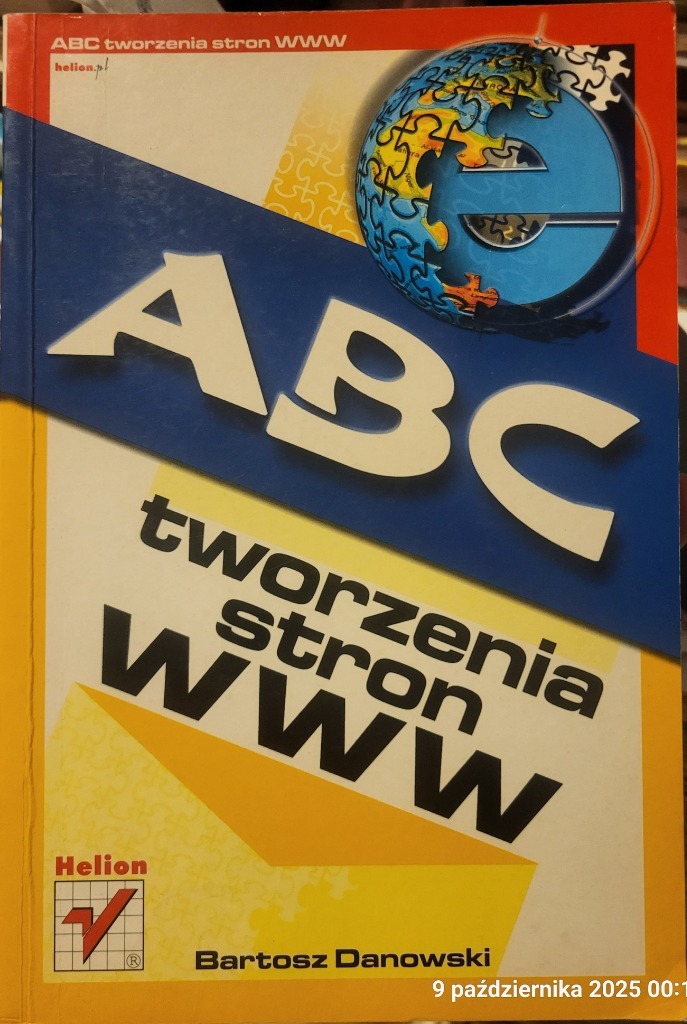 ABC tworzenia stron WWW
helion.pl
e
ABC
tworzenia
stron
WWW
Helion
®
Bartosz Danowski
9 października 2025 00:1